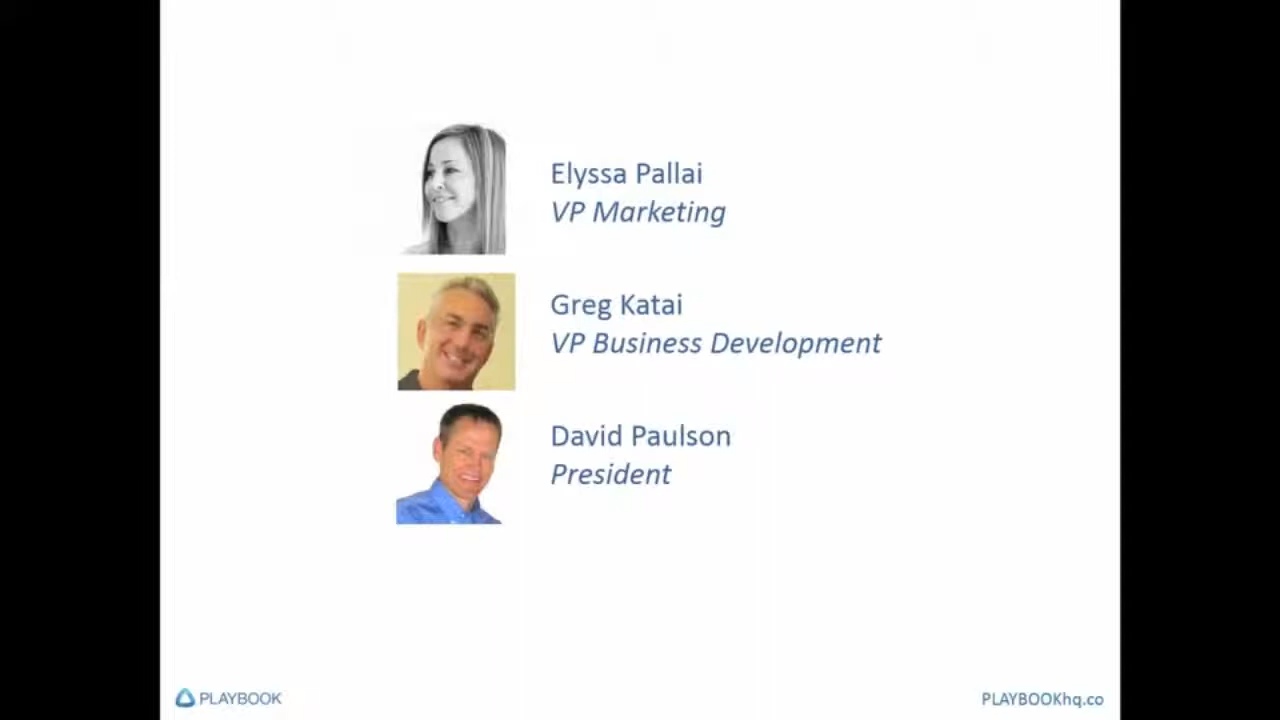 Elyssa Pallai
VP Marketing
Greg Katai
VP Business Development
David Paulson
President
PLAYBOOK
PLAYBOOKhq.co